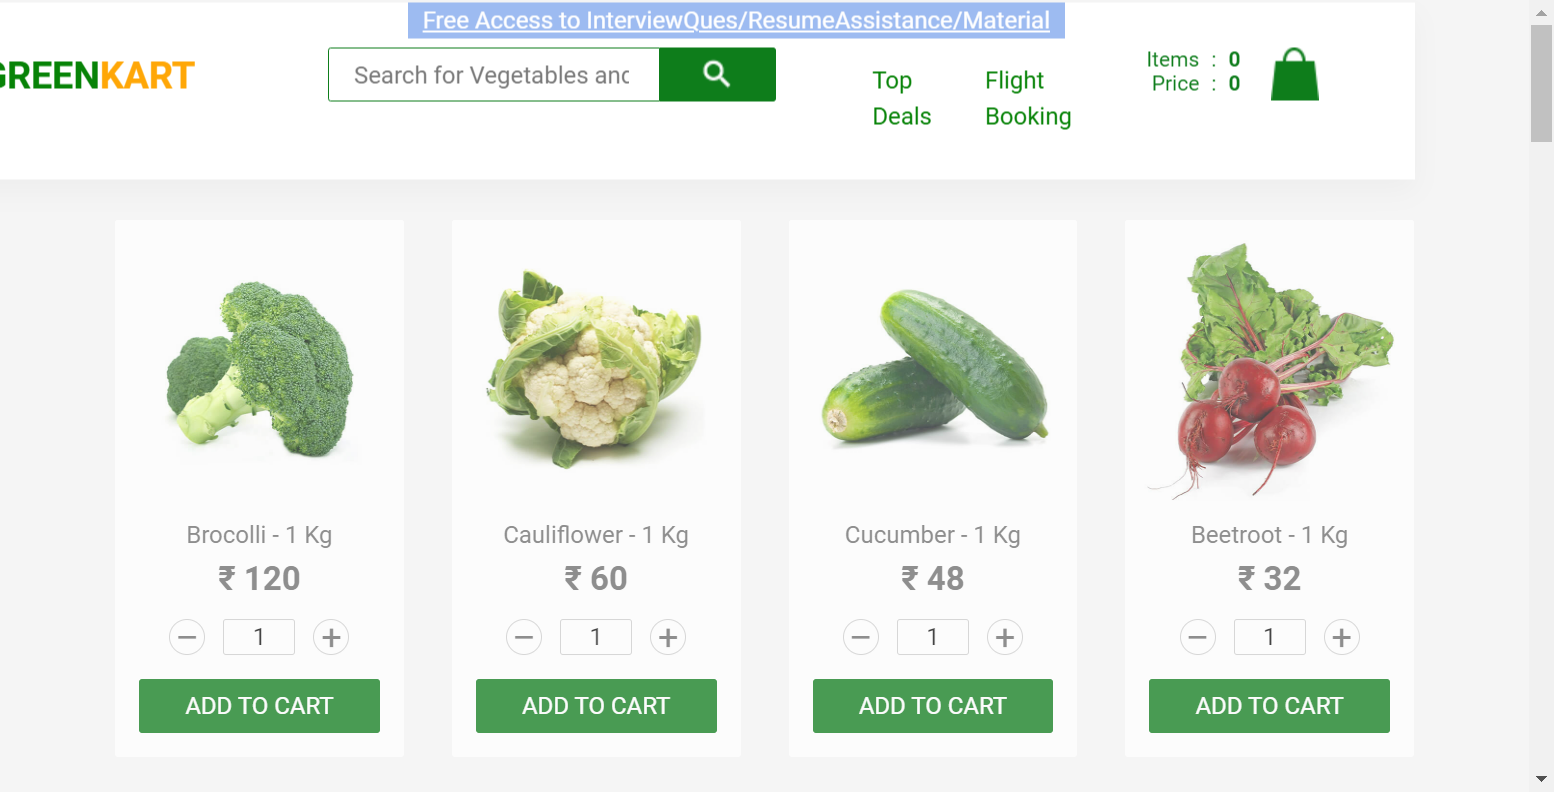 Free Access to InterviewQues/ResumeAssistance/Material
GREENKART
Search for Vegetables and
Top
Deals
Flight
Booking
Items : 0
Price : 0
Brocolli - 1 Kg
₹ 120
1
ADD TO CART
Cauliflower - 1 Kg
₹ 60
1
ADD TO CART
Cucumber - 1 Kg
₹ 48
1
ADD TO CART
Beetroot - 1 Kg
₹ 32
1
ADD TO CART